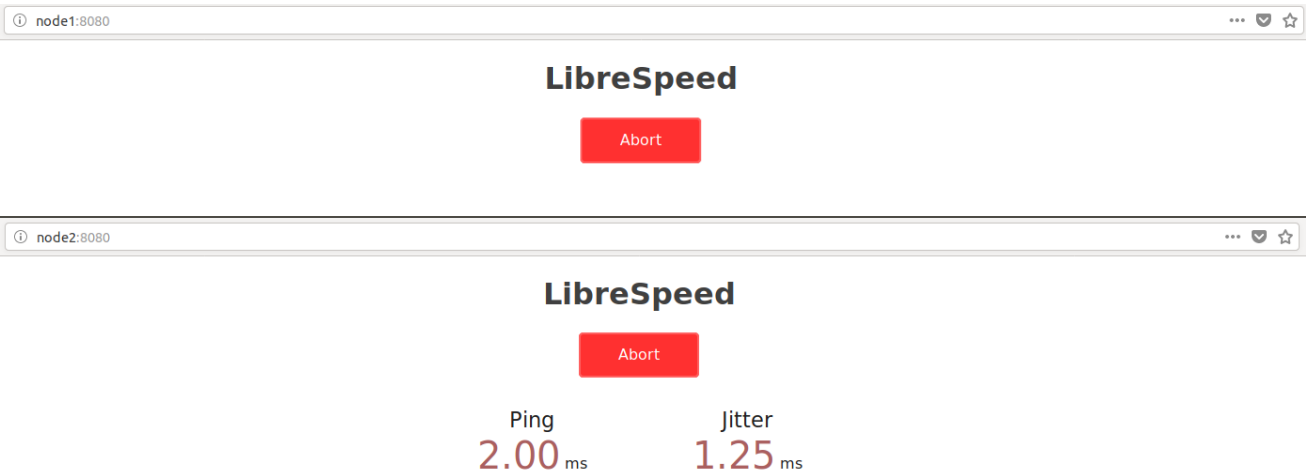 node1:8080
LibreSpeed
Abort
node2:8080
LibreSpeed
Abort
Ping Jitter
2.00 ms 1.25 ms